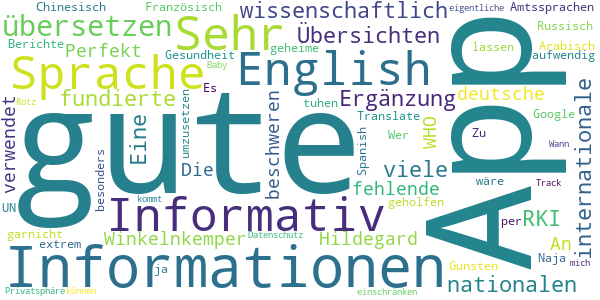 Chinesisch Französisch wissenschaftlich eigentliche Amtssprachen
übersetzen Sehr Übersichten Russisch
Berichte Perfekt geheime lassen Arabisch
Sprache Gesundheit English aufwendig
Baby
fundierte Es Ergänzung deutsche
Rotz tuhen Translate Google
verwendet Eine umzusetzen beschweren WHO Wer Zu Wann
gute App
UN besonders Die Spanish viele wäre internationale
fehlende Track
garnicht Informativ geholfen per RKI
extrem Winkelnkemper kommt Datenschutz Hildegard An Naja
ja Gunsten mich
Informationen nationalen
Privatsphäre können einschränken